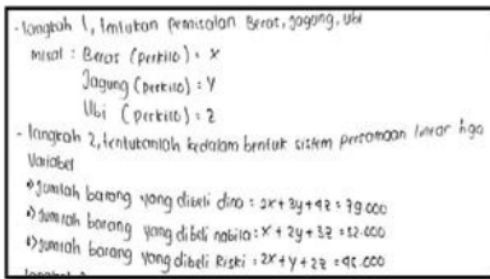 - langkah 1, tentukan pemisalan Beras, Jagung, Ubi
misal : Beras (perkilo) = x
Jagung (perkilo) = y
Ubi (perkilo) = z
- langkah 2, tentukanlah kedalam bentuk sistem persamaan linear tiga
Variabel
•) Jumlah barang yang dibeli dina = 2x + 3y + 4z = 79.000
•) Jumlah barang yang dibeli nabila = x + 2y + 3z = 52.000
•) Jumlah barang yang dibeli Riski = 2x + y + 2z =